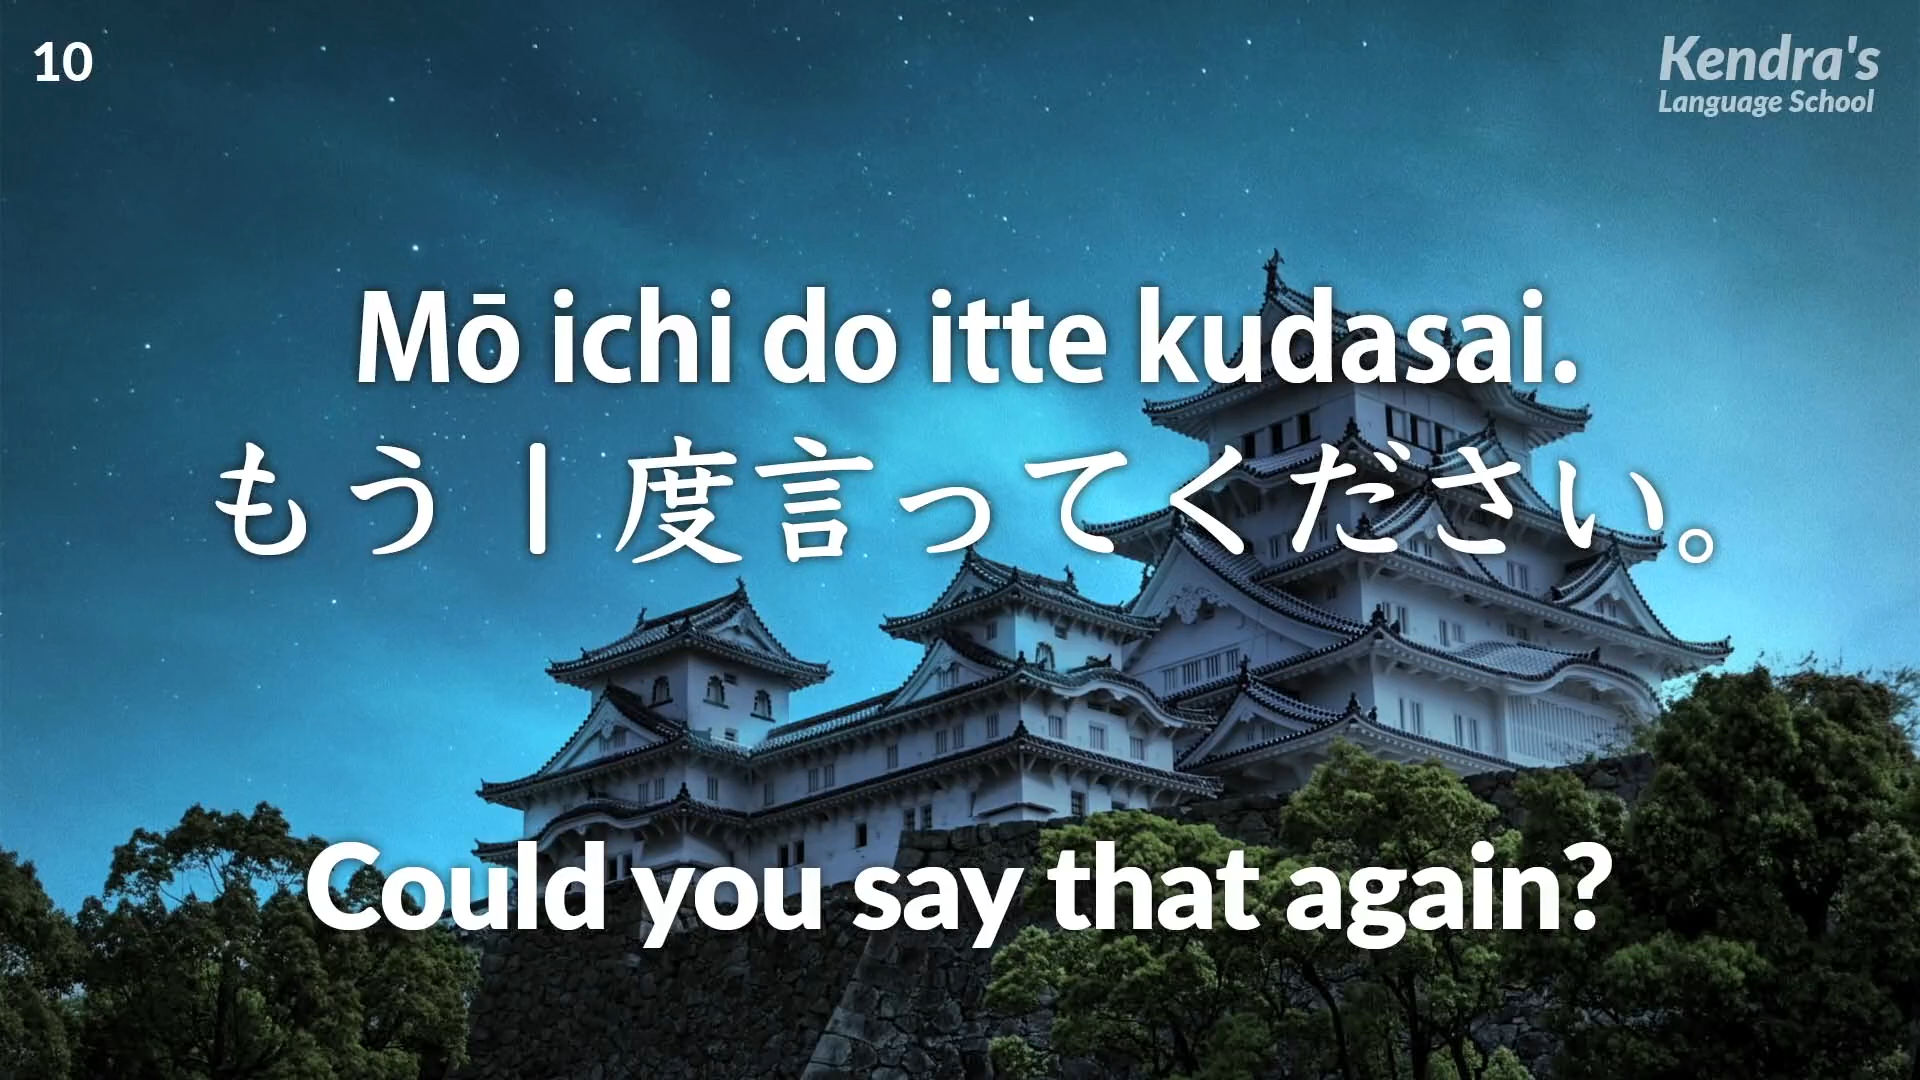 10
Kendra's
Language School
Mō ichi do itte kudasai.
もう1度言ってください。
Could you say that again?